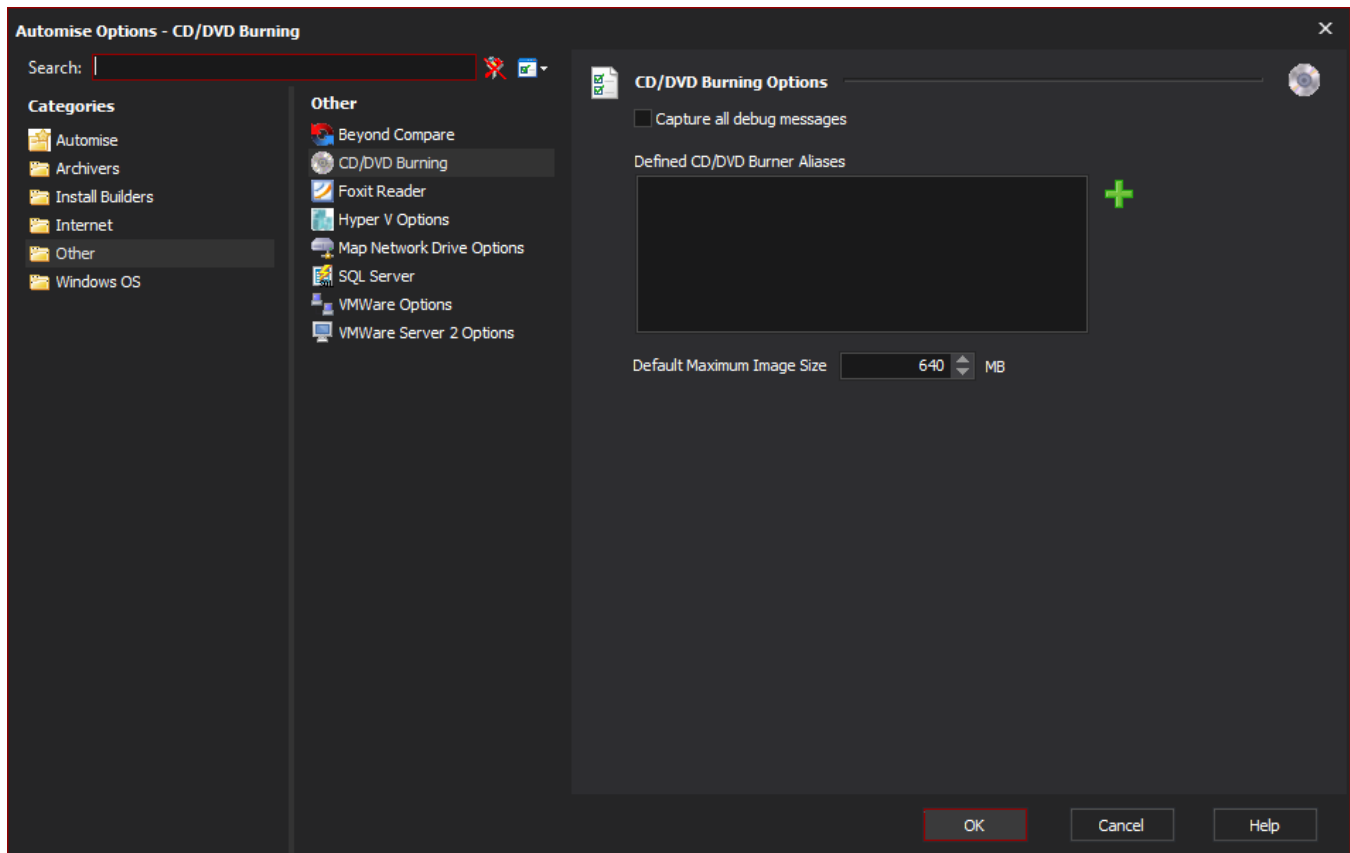 Automise Options - CD/DVD Burning
Search:
Categories
Automise
Archivers
Install Builders
Internet
Other
Windows OS
Other
Beyond Compare
CD/DVD Burning
Foxit Reader
Hyper V Options
Map Network Drive Options
SQL Server
VMWare Options
VMWare Server 2 Options
CD/DVD Burning Options
Capture all debug messages
Defined CD/DVD Burner Aliases
Default Maximum Image Size 640 MB
OK Cancel Help